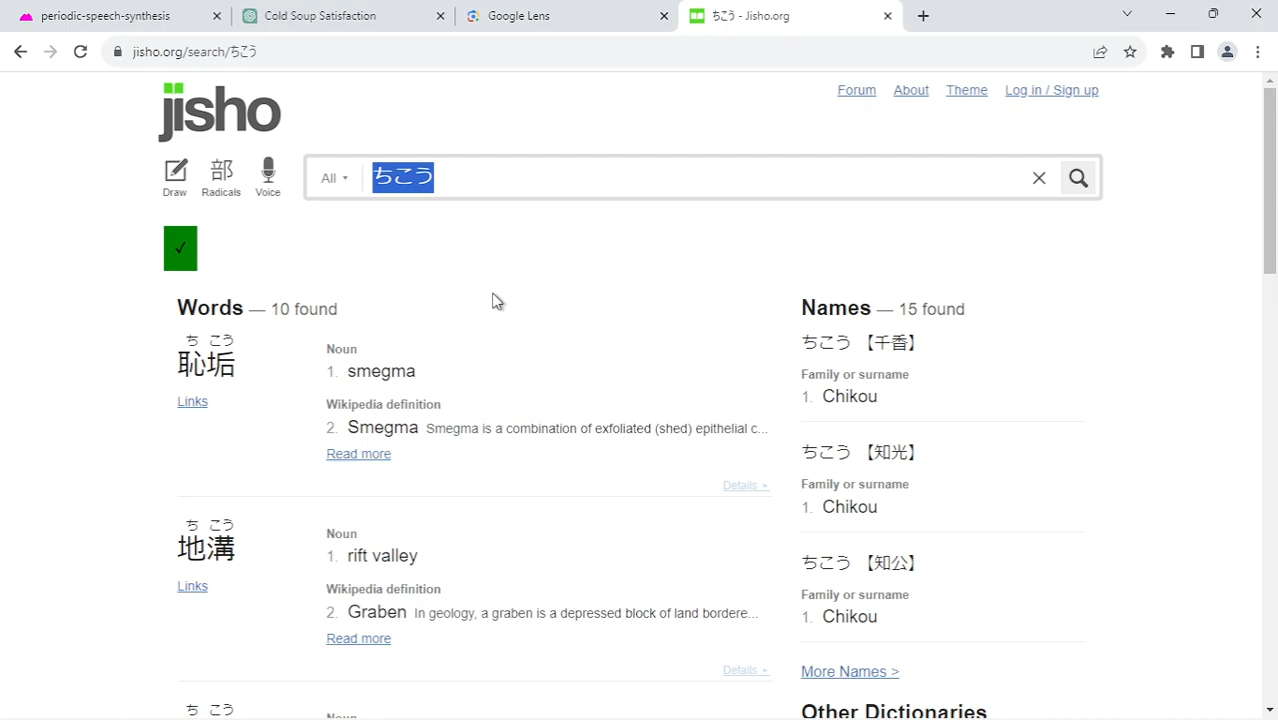 periodic-speech-synthesis
Cold Soup Satisfaction
Google Lens
ちこう - Jisho.org
jisho.org/search/ちこう
Forum About Theme Log in / Sign up
jisho
Draw
部
Radicals
Voice
All
ちこう
✓
Words — 10 found
ち こう
恥垢
Links
Noun
1. smegma
Wikipedia definition
2. Smegma Smegma is a combination of exfoliated (shed) epithelial c...
Read more
Details
ち こう
地溝
Links
Noun
1. rift valley
Wikipedia definition
2. Graben In geology, a graben is a depressed block of land bordere...
Read more
Details
ち こう
Noun
Names — 15 found
ちこう 【千香】
Family or surname
1. Chikou
ちこう 【知光】
Family or surname
1. Chikou
ちこう 【知公】
Family or surname
1. Chikou
More Names >
Other Dictionaries